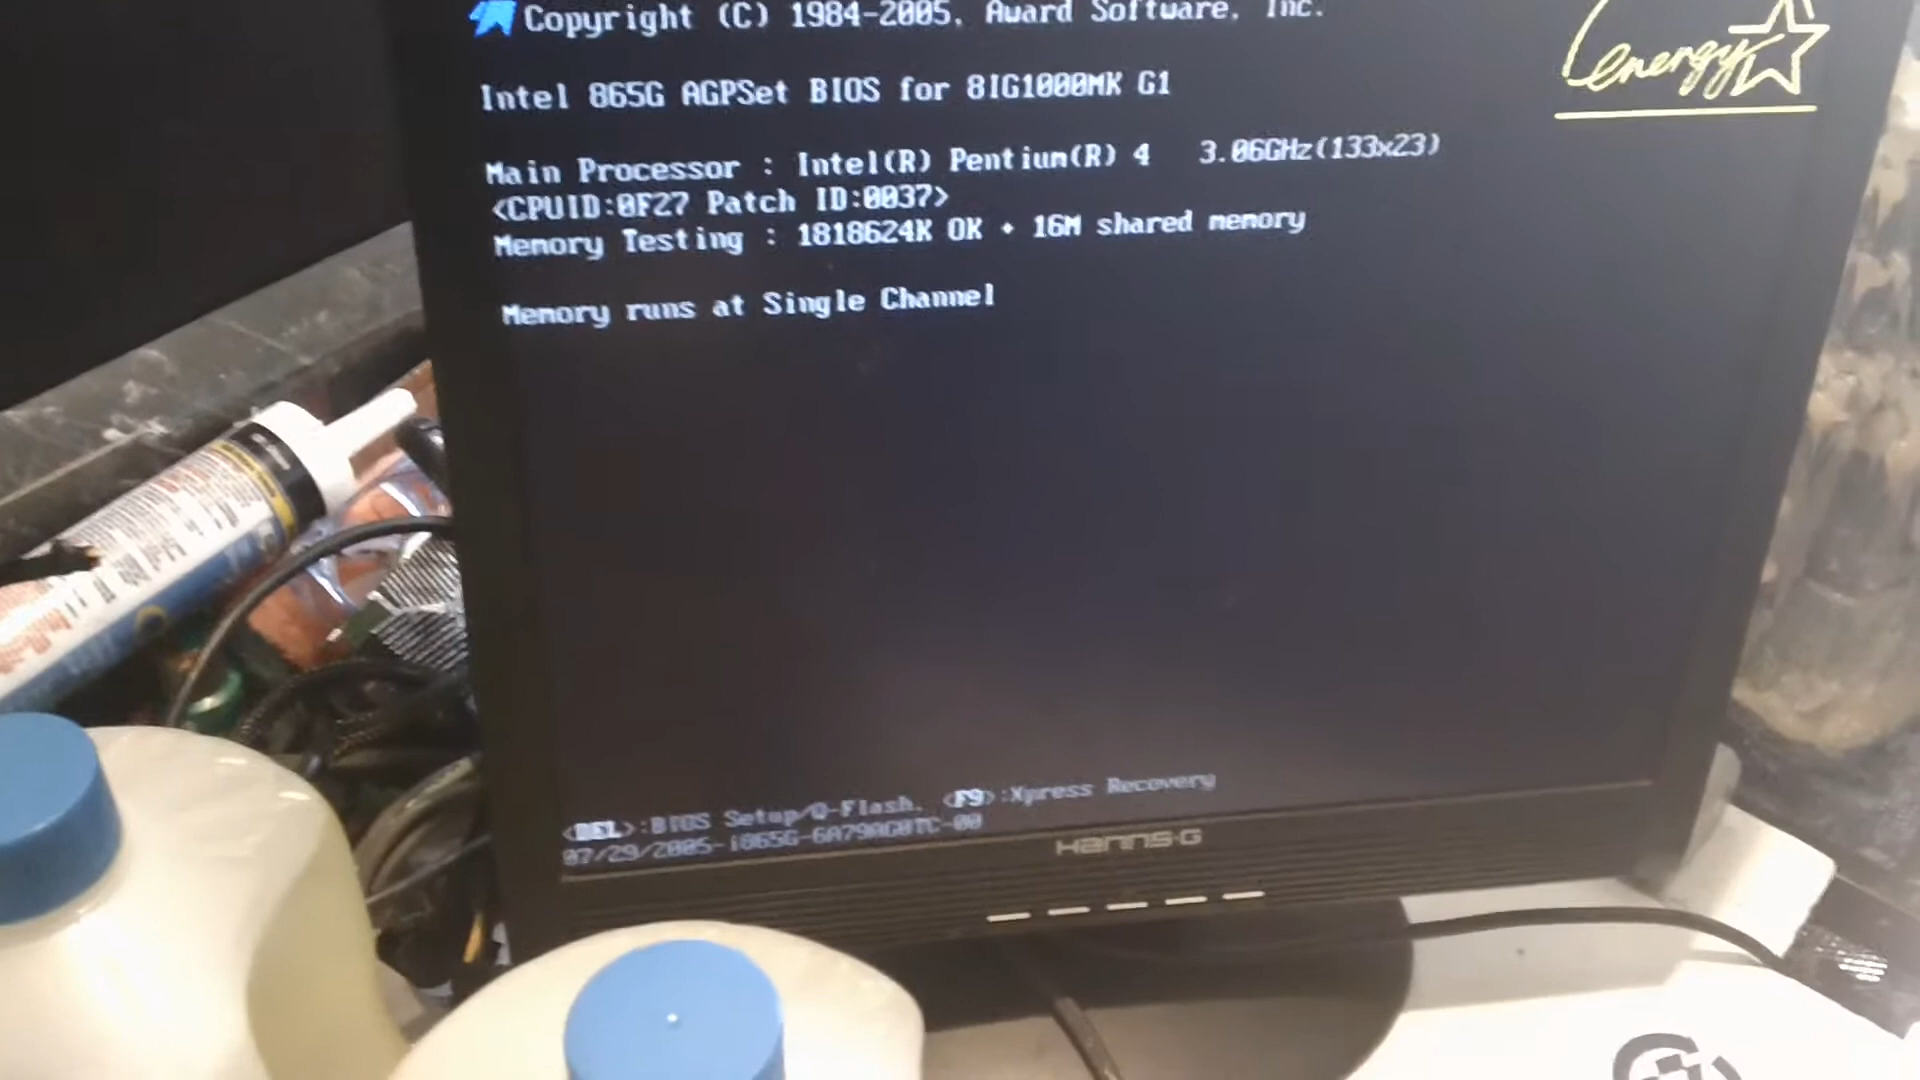 Copyright (C) 1984-2005, Award Software, Inc.
energy
Intel 865G AGPSet BIOS for 8IG1000MK G1
Main Processor : Intel(R) Pentium(R) 4 3.06GHz(133x23)
<CPUID:0F27 Patch ID:0037>
Memory Testing : 1818624K OK + 16M shared memory
Memory runs at Single Channel
<DEL>:BIOS Setup/Q-Flash, <F9>:Xpress Recovery
07/29/2005-i865G-6A79AG0TC-00
HANNS-G